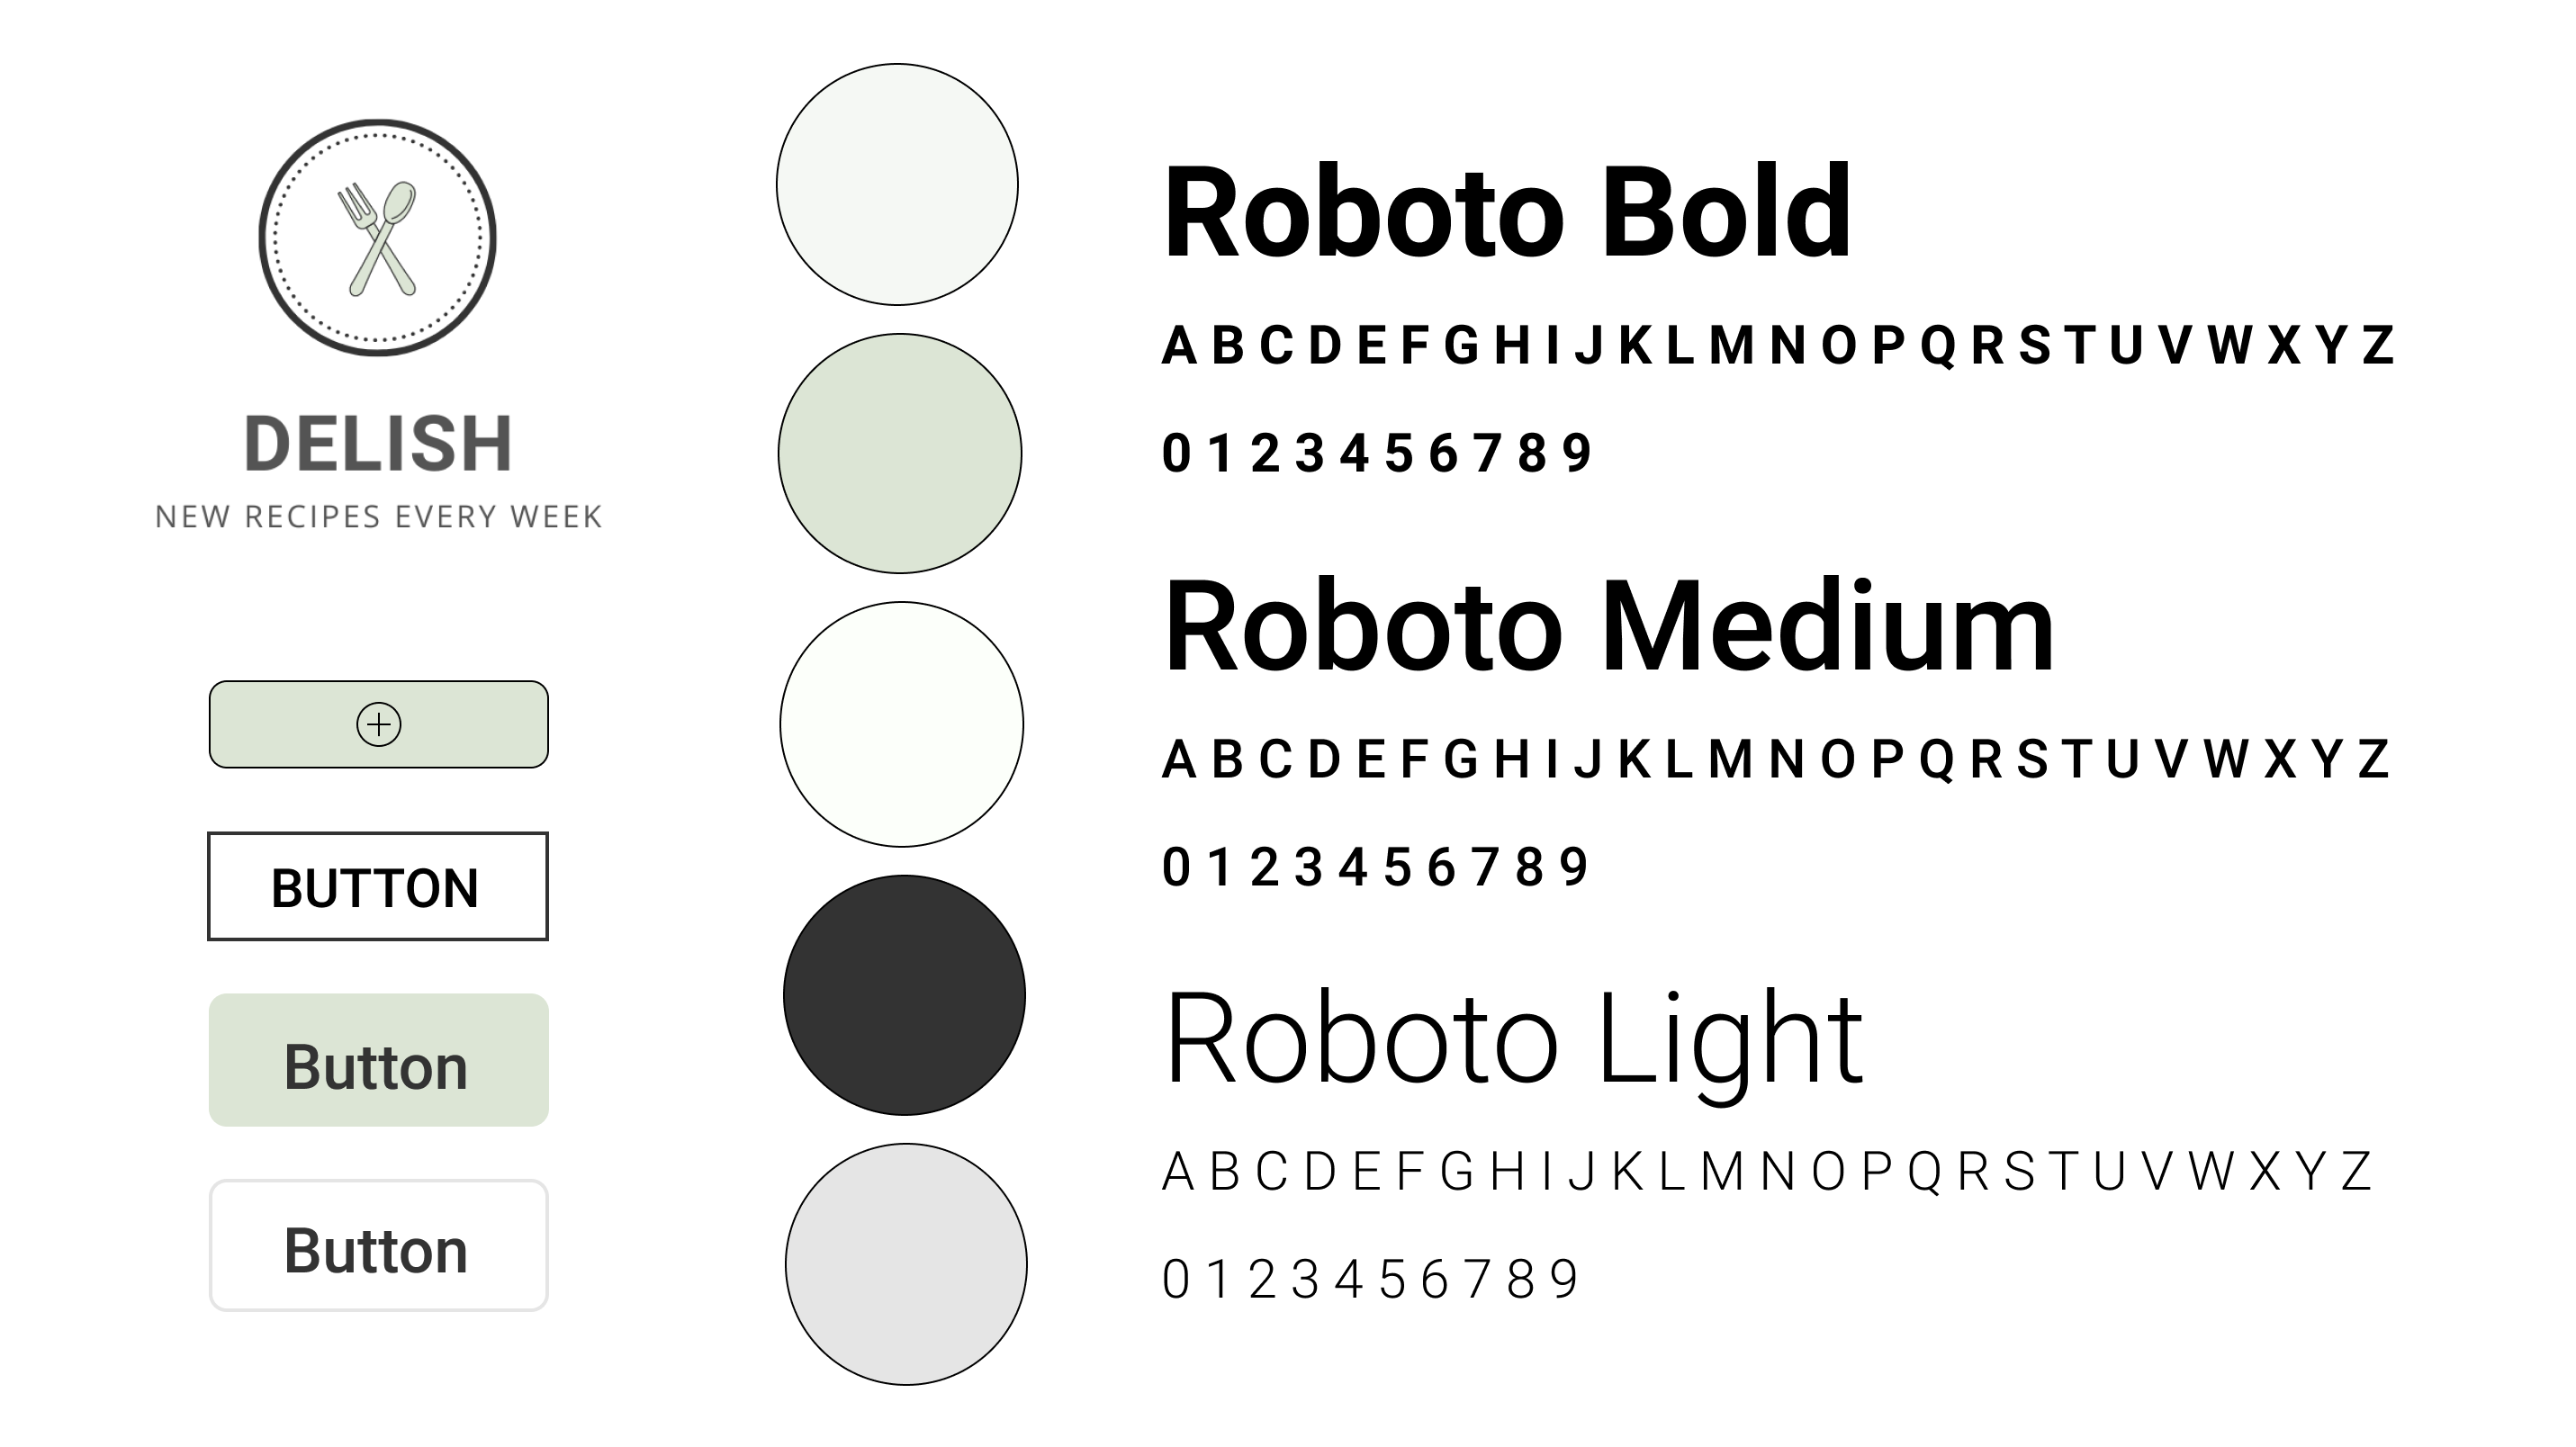 DELISH
NEW RECIPES EVERY WEEK
BUTTON
Button
Button
Roboto Bold
A B C D E F G H I J K L M N O P Q R S T U V W X Y Z
0 1 2 3 4 5 6 7 8 9
Roboto Medium
A B C D E F G H I J K L M N O P Q R S T U V W X Y Z
0 1 2 3 4 5 6 7 8 9
Roboto Light
A B C D E F G H I J K L M N O P Q R S T U V W X Y Z
0 1 2 3 4 5 6 7 8 9